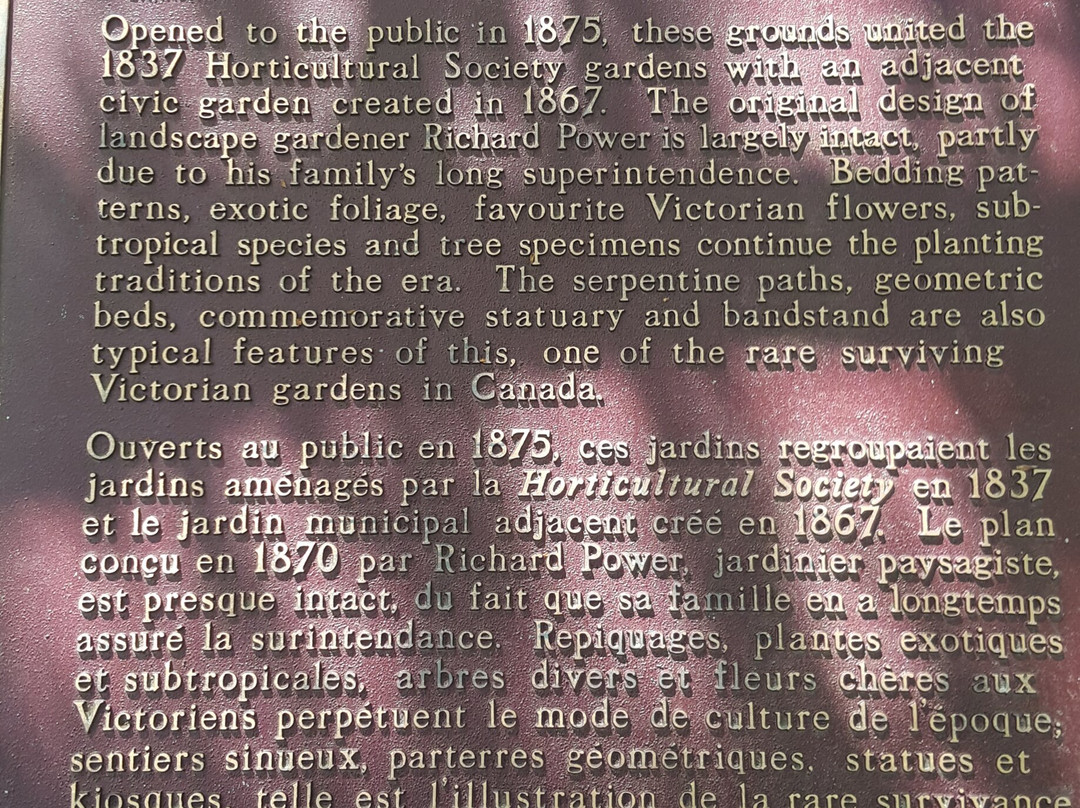 Opened to the public in 1875, these grounds united the
1837 Horticultural Society gardens with an adjacent
civic garden created in 1867. The original design of
landscape gardener Richard Power is largely intact, partly
due to his family's long superintendence. Bedding pat-
terns, exotic foliage, favourite Victorian flowers, sub-
tropical species and tree specimens continue the planting
traditions of the era. The serpentine paths, geometric
beds, commemorative statuary and bandstand are also
typical features of this, one of the rare surviving
Victorian gardens in Canada.
Ouverts au public en 1875, ces jardins regroupaient les
jardins aménagés par la Horticultural Society en 1837
et le jardin municipal adjacent créé en 1867. Le plan
conçu en 1870 par Richard Power, jardinier paysagiste,
est presque intact, du fait que sa famille en a longtemps
assuré la surintendance. Repiquages, plantes exotiques
et subtropicales, arbres divers et fleurs chères aux
Victoriens perpétuent le mode de culture de l'époque;
sentiers sinueux, parterres géométriques, statues et
kiosques, telle est l'illustration de la rare survivance